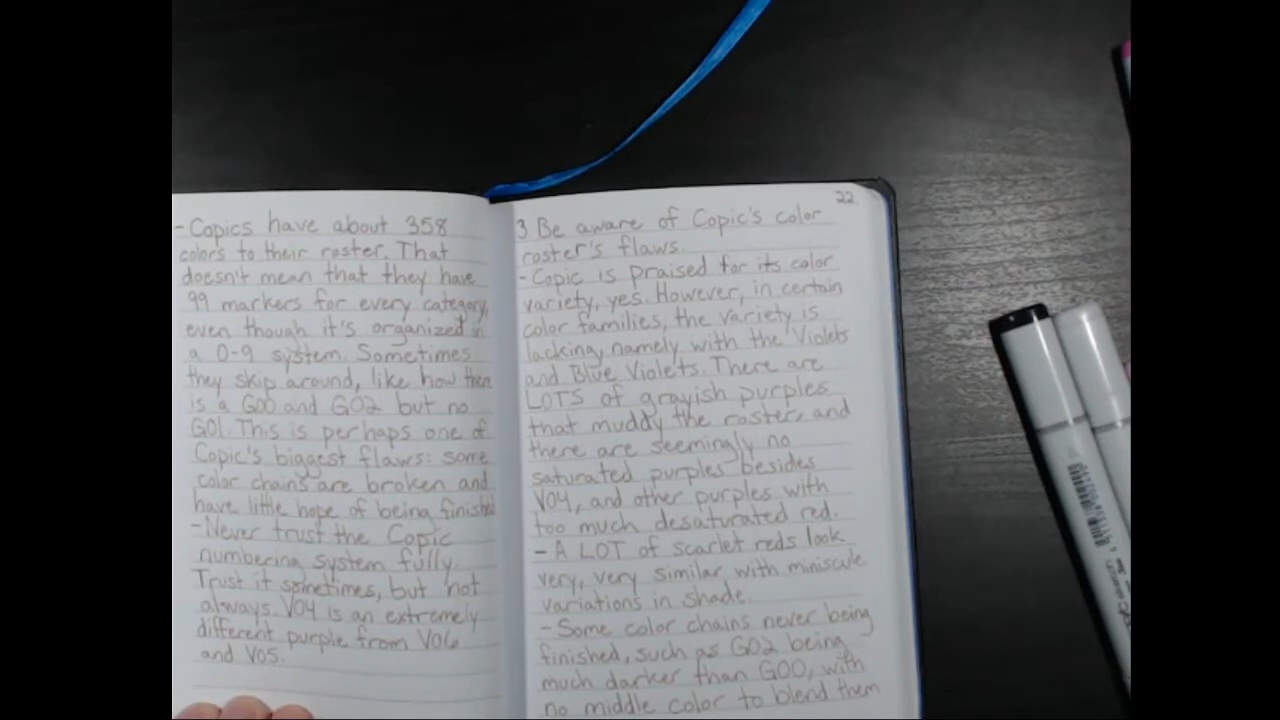 - Copics have about 358
colors to their roster. That
doesn't mean that they have
99 markers for every category,
even though it's organized in
a 0-9 system. Sometimes
they skip around, like how there
is a G00 and G02 but no
G01. This is perhaps one of
Copic's biggest flaws: some
color chains are broken and
have little hope of being finished
- Never trust the Copic
numbering system fully.
Trust it sometimes, but not
always. V04 is an extremely
different purple from V06
and V05.
22
3 Be aware of Copic's color
roster's flaws.
- Copic is praised for its color
variety, yes. However, in certain
color families, the variety is
lacking, namely with the Violets
and Blue Violets. There are
LOTS of grayish purples
that muddy the roster, and
there are seemingly no
saturated purples besides
V04, and other purples with
too much desaturated red.
- A LOT of scarlet reds look
very, very similar with miniscule
variations in shade.
- Some color chains never being
finished, such as G02 being
much darker than G00, with
no middle color to blend them